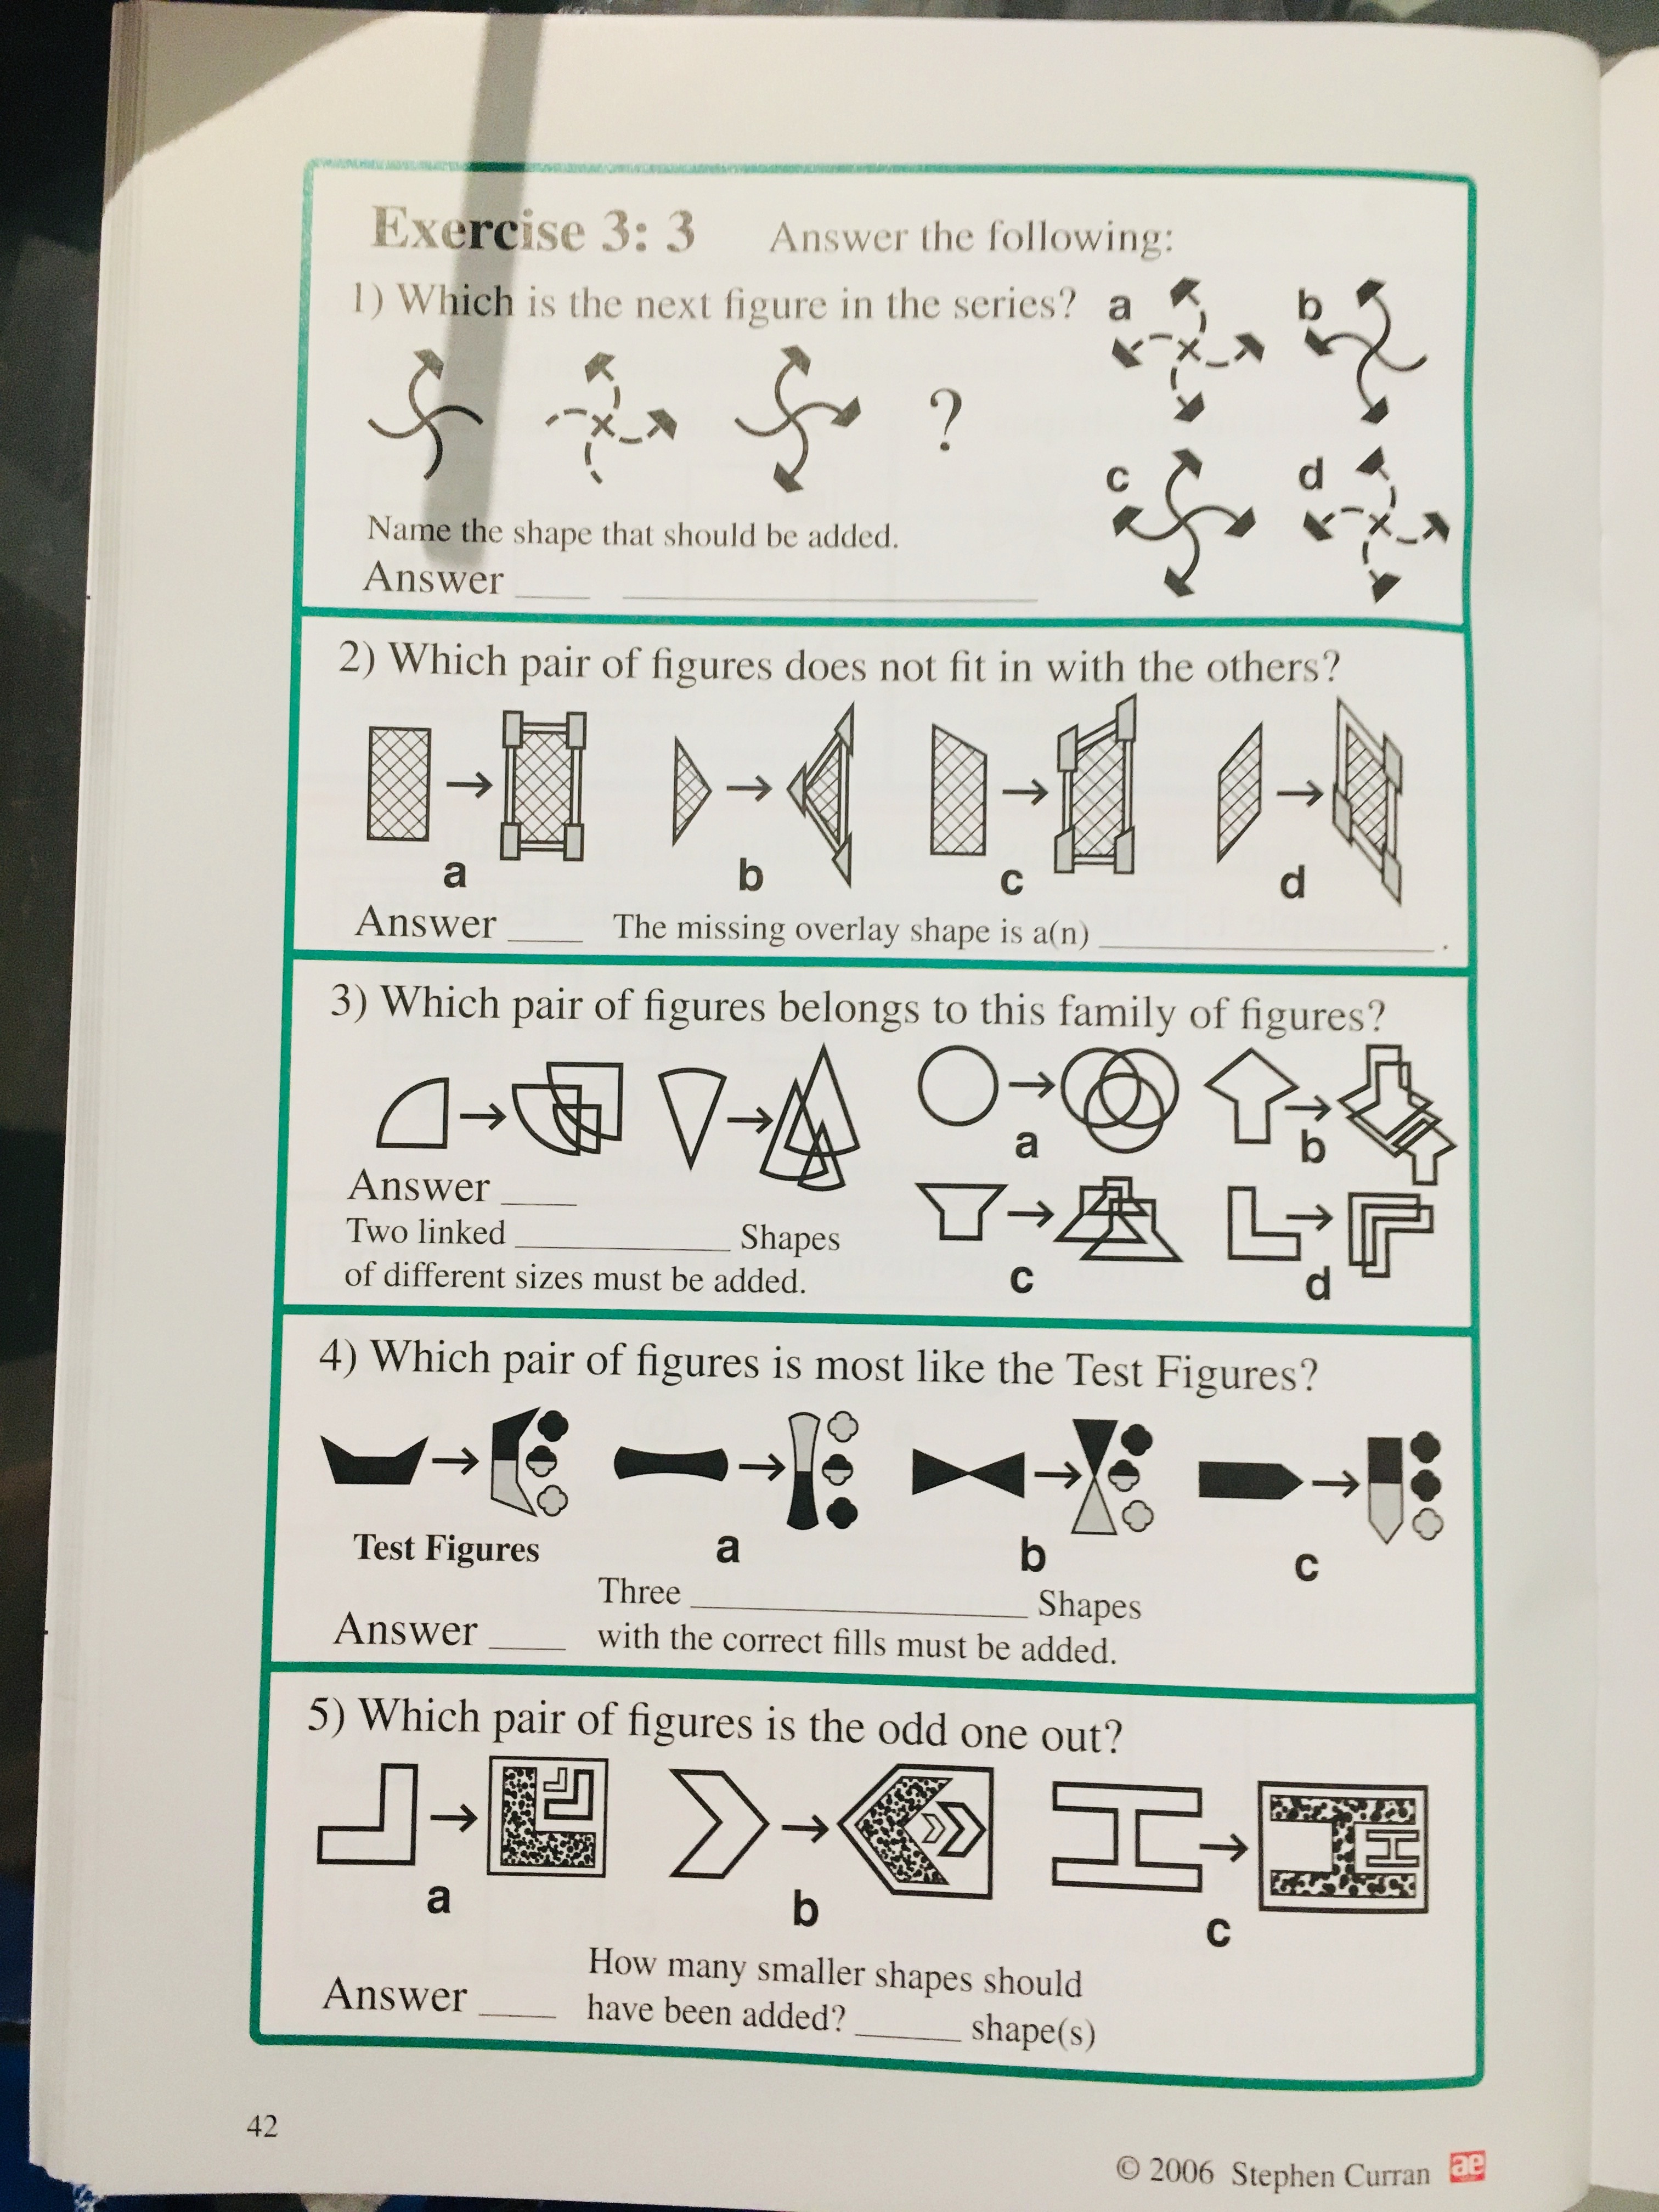 Exercise 3: 3 Answer the following:
1) Which is the next figure in the series?
a
b
?
c
d
Name the shape that should be added.
Answer ____ ____________________
2) Which pair of figures does not fit in with the others?
a
b
c
d
Answer ____ The missing overlay shape is a(n) ____________________.
3) Which pair of figures belongs to this family of figures?
a
b
Answer ____
Two linked ____________ Shapes
of different sizes must be added.
c
d
4) Which pair of figures is most like the Test Figures?
Test Figures
a
b
c
Three ____________________ Shapes
Answer ____ with the correct fills must be added.
5) Which pair of figures is the odd one out?
a
b
c
How many smaller shapes should
Answer ____ have been added? ______ shape(s)
42
© 2006 Stephen Curran ae